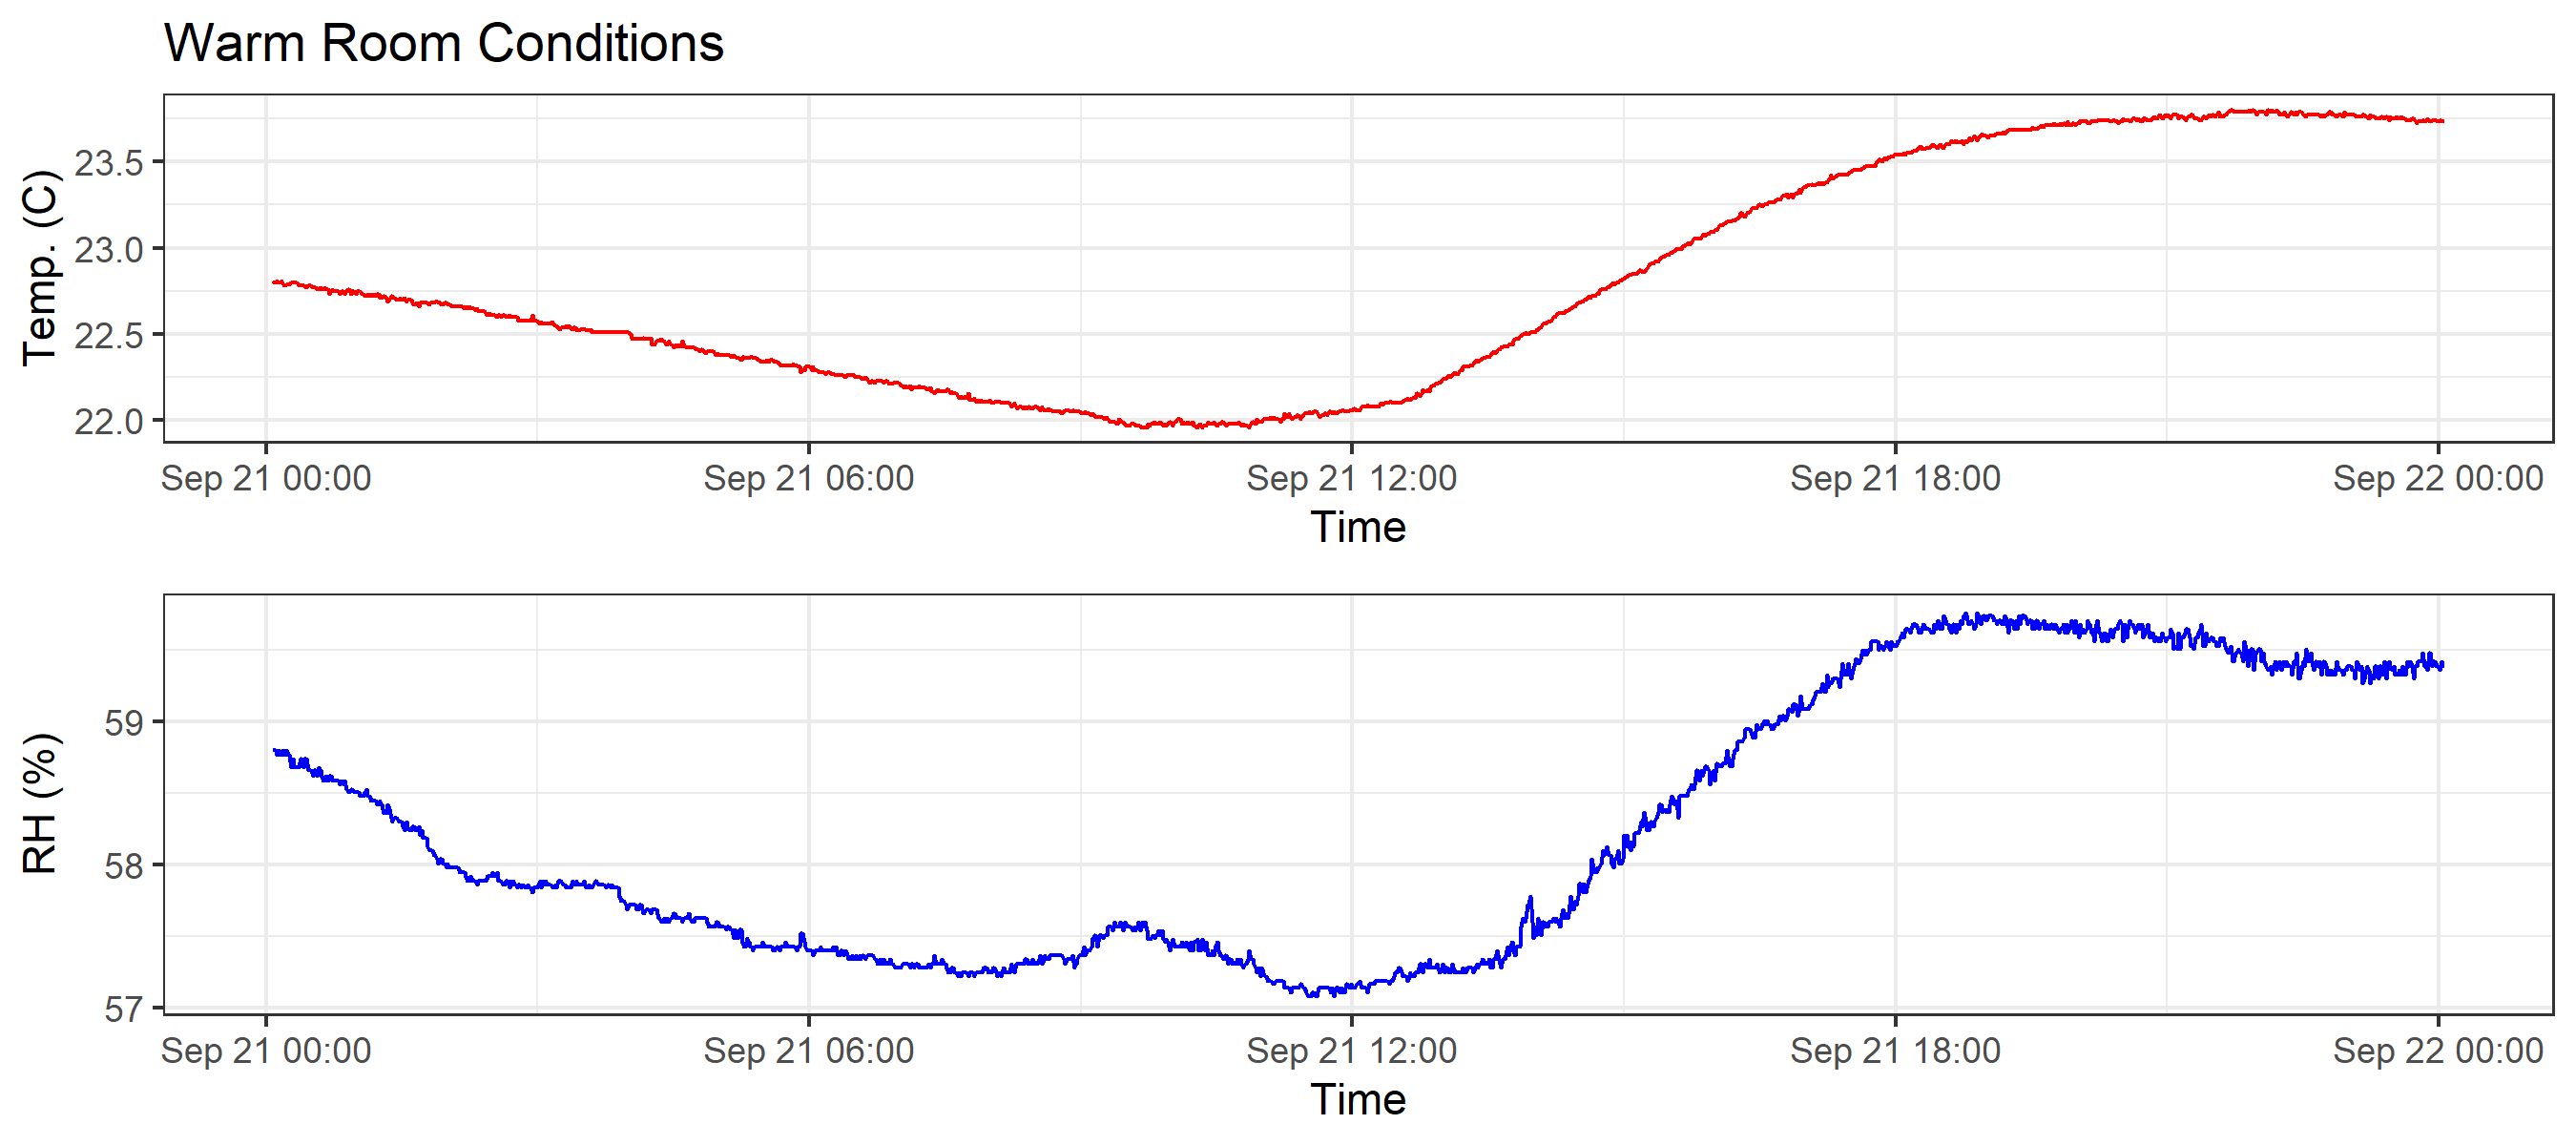 Warm Room Conditions
Temp. (C)
23.5
23.0
22.5
22.0
Sep 21 00:00 Sep 21 06:00 Sep 21 12:00 Sep 21 18:00 Sep 22 00:00
Time
RH (%)
59
58
57
Sep 21 00:00 Sep 21 06:00 Sep 21 12:00 Sep 21 18:00 Sep 22 00:00
Time